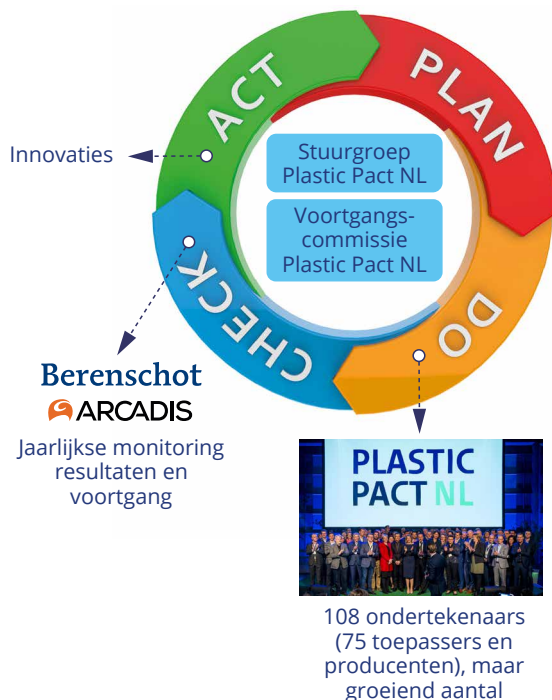 ACT
PLAN
Innovaties
Stuurgroep
Plastic Pact NL
Voortgangs-
commissie
Plastic Pact NL
CHECK
DO
Berenschot
ARCADIS
Jaarlijkse monitoring
resultaten en
voortgang
PLASTIC
PACT NL
108 ondertekenaars
(75 toepassers en
producenten), maar
groeiend aantal